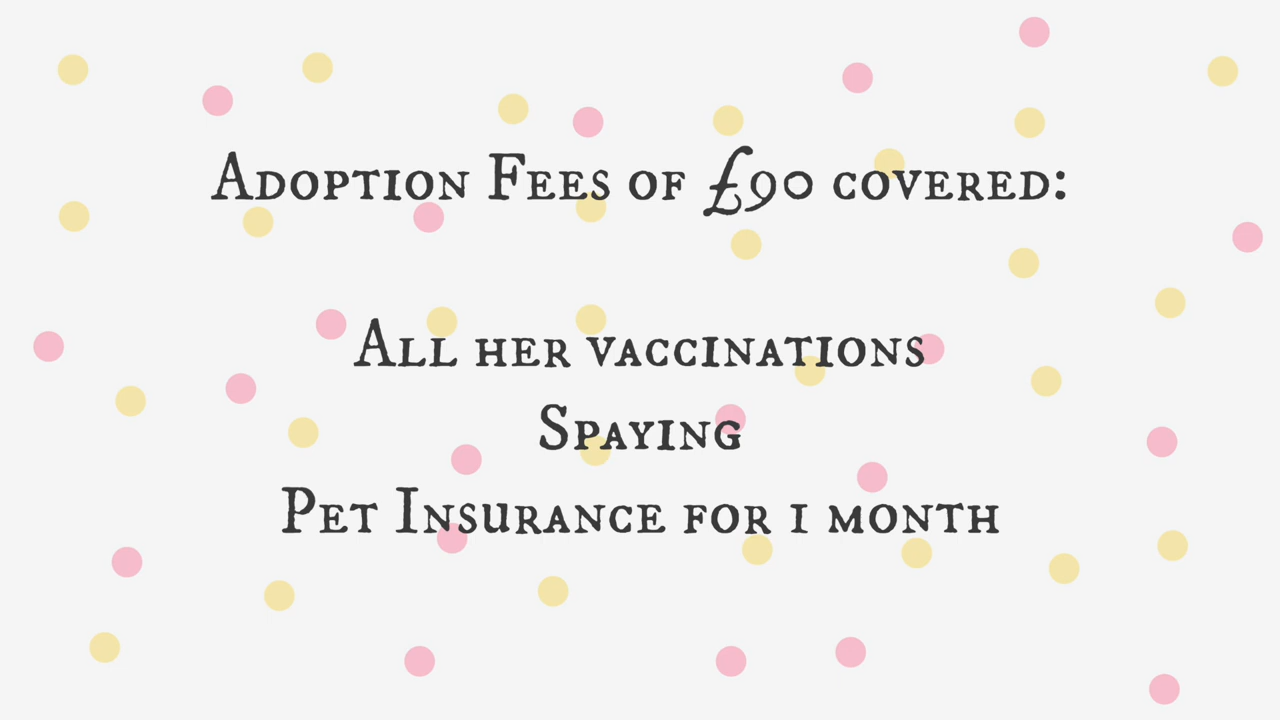 Adoption Fees of £90 covered:
All her vaccinations
Spaying
Pet Insurance for 1 month